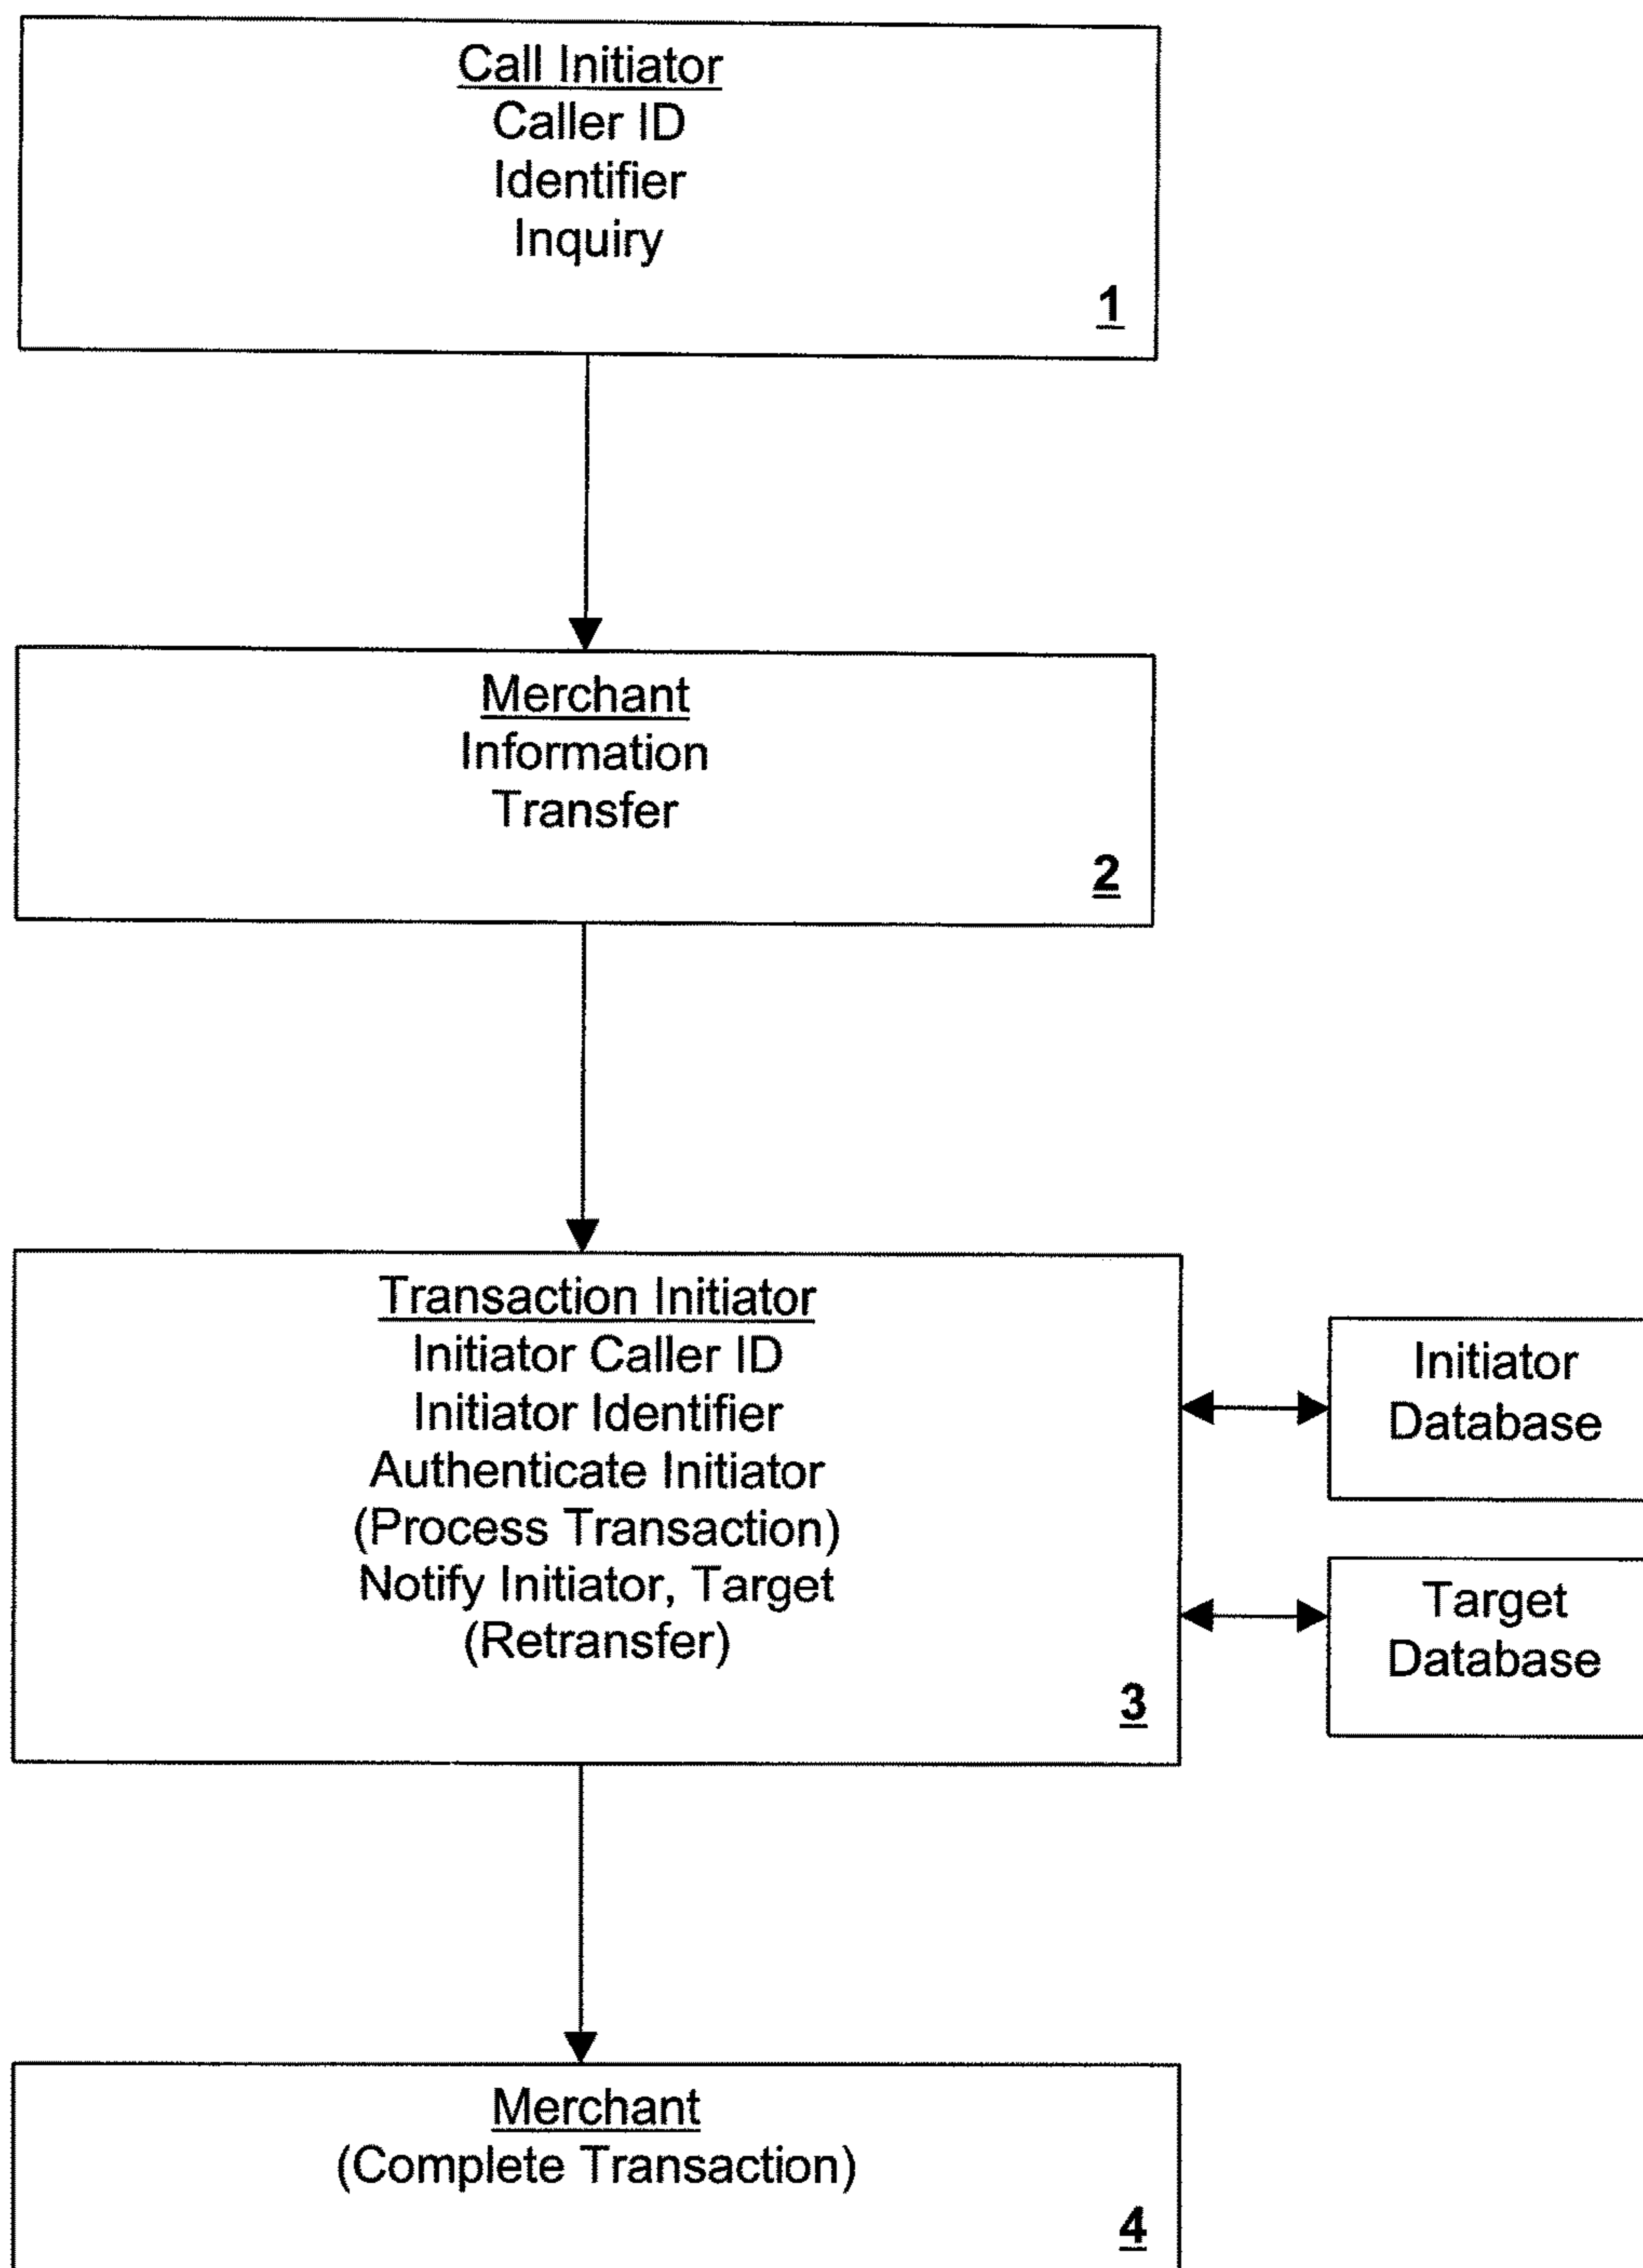 Call Initiator
Caller ID
Identifier
Inquiry
1
Merchant
Information
Transfer
2
Transaction Initiator
Initiator Caller ID
Initiator Identifier
Authenticate Initiator
(Process Transaction)
Notify Initiator, Target
(Retransfer)
3
Initiator
Database
Target
Database
Merchant
(Complete Transaction)
4